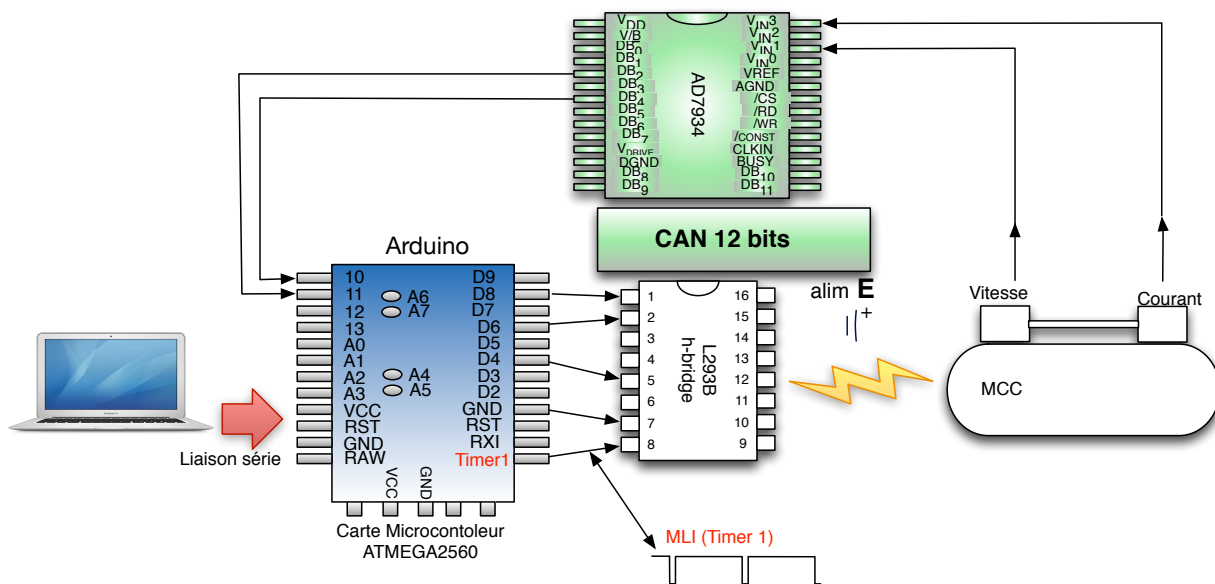 VDD
V/B
DB0
DB1
DB2
DB3
DB4
DB5
DB6
DB7
VDRIVE
DGND
DB8
DB9
AD7934
VIN3
VIN2
VIN1
VIN0
VREF
AGND
/CS
/RD
/WR
/CONST
CLKIN
BUSY
DB10
DB11
CAN 12 bits
Arduino
10
11
12
13
A0
A1
A2
A3
VCC
RST
GND
RAW
A6
A7
A4
A5
D9
D8
D7
D6
D5
D4
D3
D2
GND
RST
RXI
Timer1
VCC
GND
Carte Microcontoleur
ATMEGA2560
Liaison série
1
2
3
4
5
6
7
8
L293B
h-bridge
16
15
14
13
12
11
10
9
alim E
+
Vitesse
Courant
MCC
MLI (Timer 1)